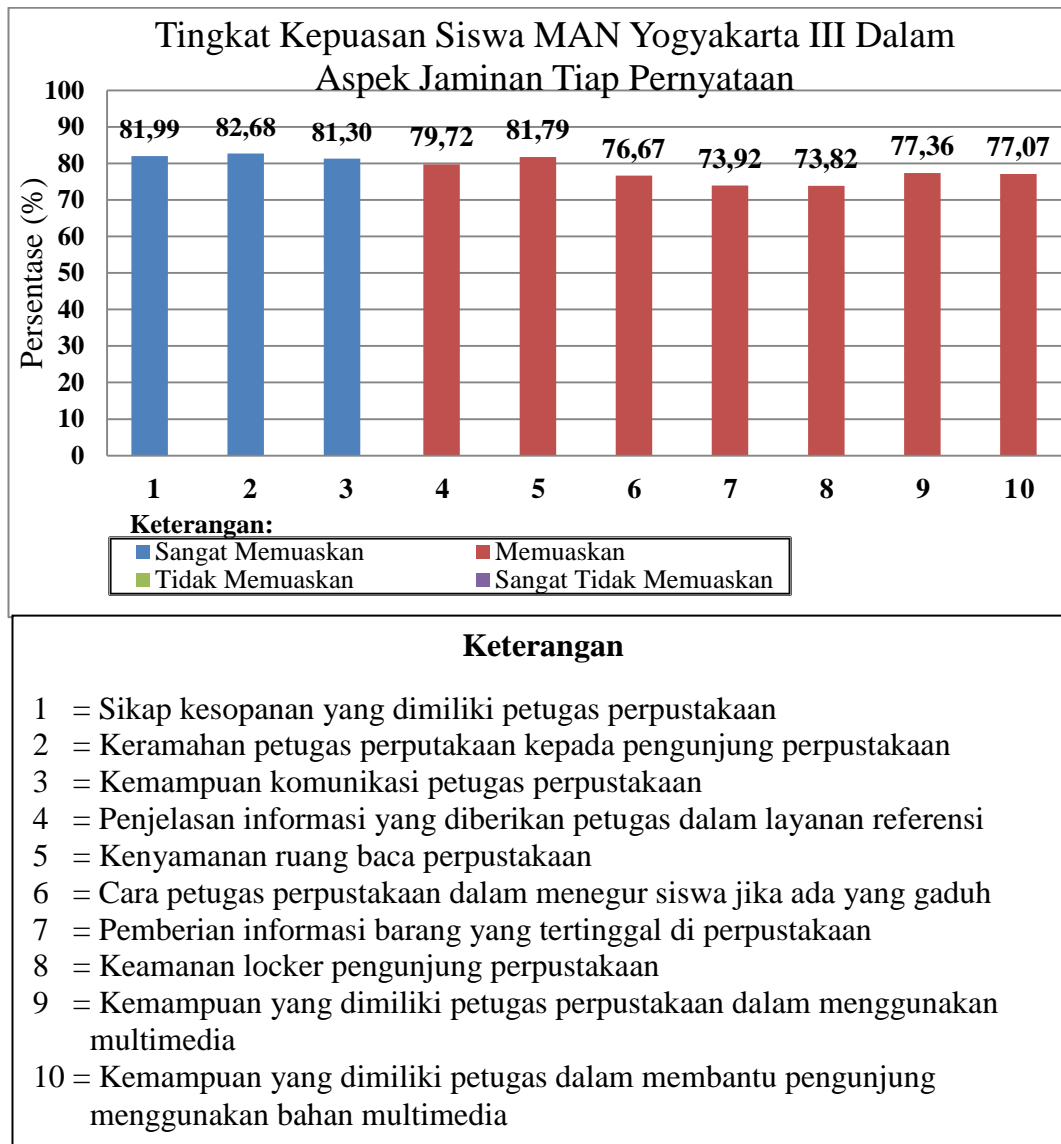 Tingkat Kepuasan Siswa MAN Yogyakarta III Dalam
Aspek Jaminan Tiap Pernyataan
Persentase (%)
100
90
80
70
60
50
40
30
20
10
0
81,99 82,68 81,30 79,72 81,79 76,67 73,92 73,82 77,36 77,07
1 2 3 4 5 6 7 8 9 10
Keterangan:
Sangat Memuaskan Memuaskan
Tidak Memuaskan Sangat Tidak Memuaskan
Keterangan
1 = Sikap kesopanan yang dimiliki petugas perpustakaan
2 = Keramahan petugas perputakaan kepada pengunjung perpustakaan
3 = Kemampuan komunikasi petugas perpustakaan
4 = Penjelasan informasi yang diberikan petugas dalam layanan referensi
5 = Kenyamanan ruang baca perpustakaan
6 = Cara petugas perpustakaan dalam menegur siswa jika ada yang gaduh
7 = Pemberian informasi barang yang tertinggal di perpustakaan
8 = Keamanan locker pengunjung perpustakaan
9 = Kemampuan yang dimiliki petugas perpustakaan dalam menggunakan
multimedia
10 = Kemampuan yang dimiliki petugas dalam membantu pengunjung
menggunakan bahan multimedia